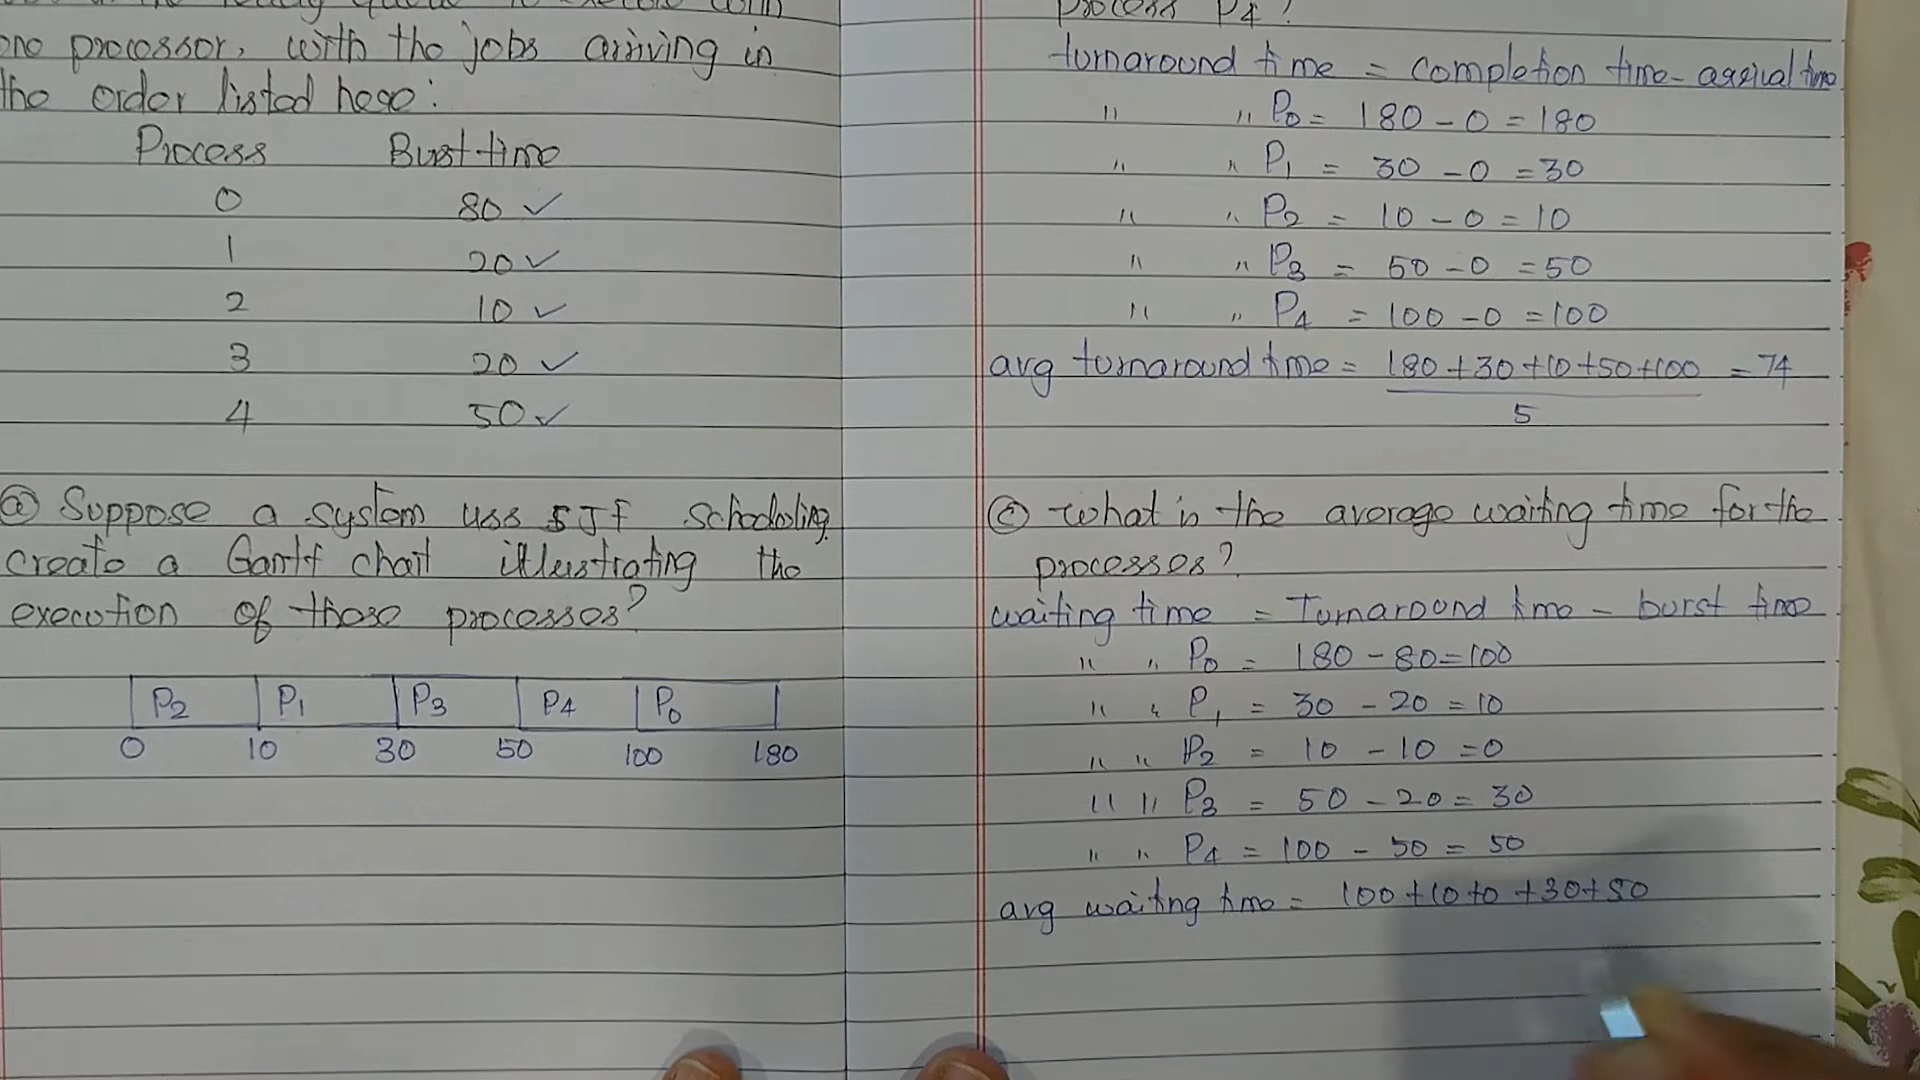 no processor, with the jobs arriving in
the order listed here:
Process Burst time
0 80 ✓
1 20 ✓
2 10 ✓
3 20 ✓
4 50 ✓
ⓐ Suppose a system uses SJF scheduling
create a Gantt chart illustrating the
execution of these processes?
P2 P1 P3 P4 P0
0 10 30 50 100 180
process P4?
turnaround time = completion time - arrival time
" " P0 = 180 - 0 = 180
" " P1 = 30 - 0 = 30
" " P2 = 10 - 0 = 10
" " P3 = 50 - 0 = 50
" " P4 = 100 - 0 = 100
avg turnaround time = 180+30+10+50+100 = 74
5
ⓒ What is the average waiting time for the
processes?
waiting time = Turnaround time - burst time
" " P0 = 180 - 80 = 100
" " P1 = 30 - 20 = 10
" " P2 = 10 - 10 = 0
" " P3 = 50 - 20 = 30
" " P4 = 100 - 50 = 50
avg waiting time = 100+10+0+30+50